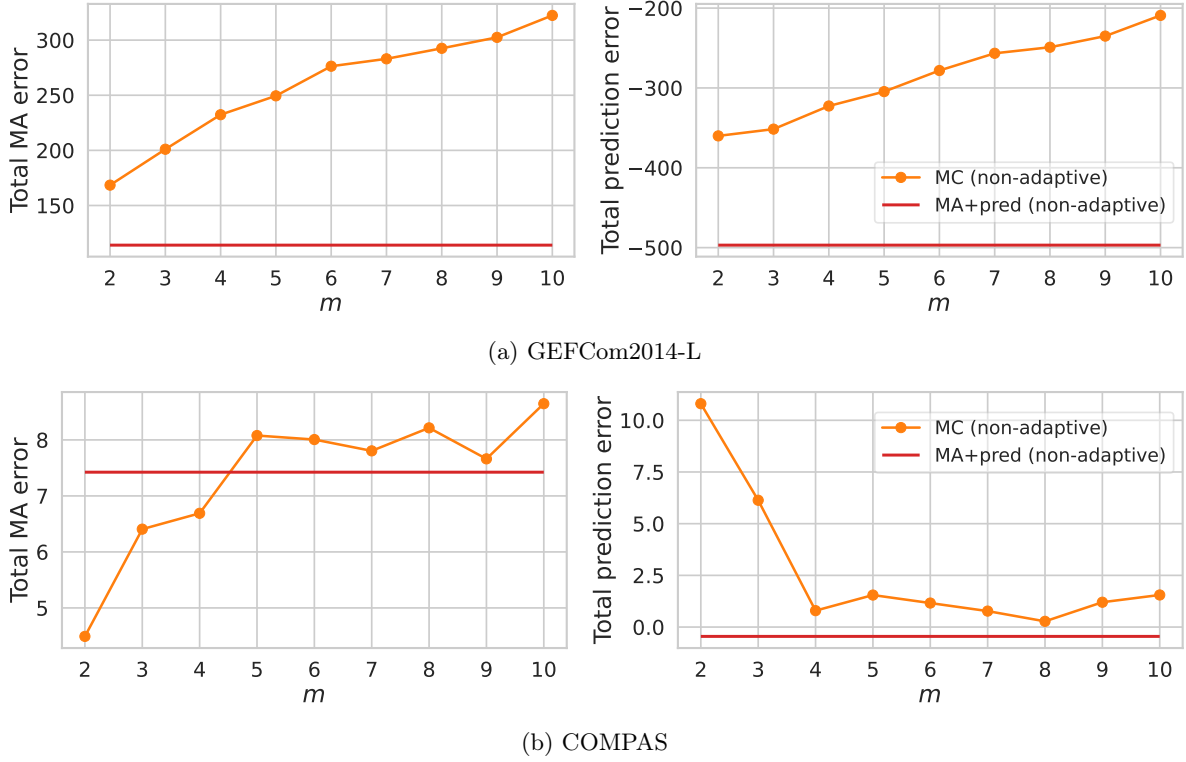 Total MA error
300
250
200
150
2 3 4 5 6 7 8 9 10
m
Total prediction error
−200
−300
−400
−500
MC (non-adaptive)
MA+pred (non-adaptive)
2 3 4 5 6 7 8 9 10
m
(a) GEFCom2014-L
Total MA error
8
7
6
5
2 3 4 5 6 7 8 9 10
m
Total prediction error
10.0
7.5
5.0
2.5
0.0
MC (non-adaptive)
MA+pred (non-adaptive)
2 3 4 5 6 7 8 9 10
m
(b) COMPAS